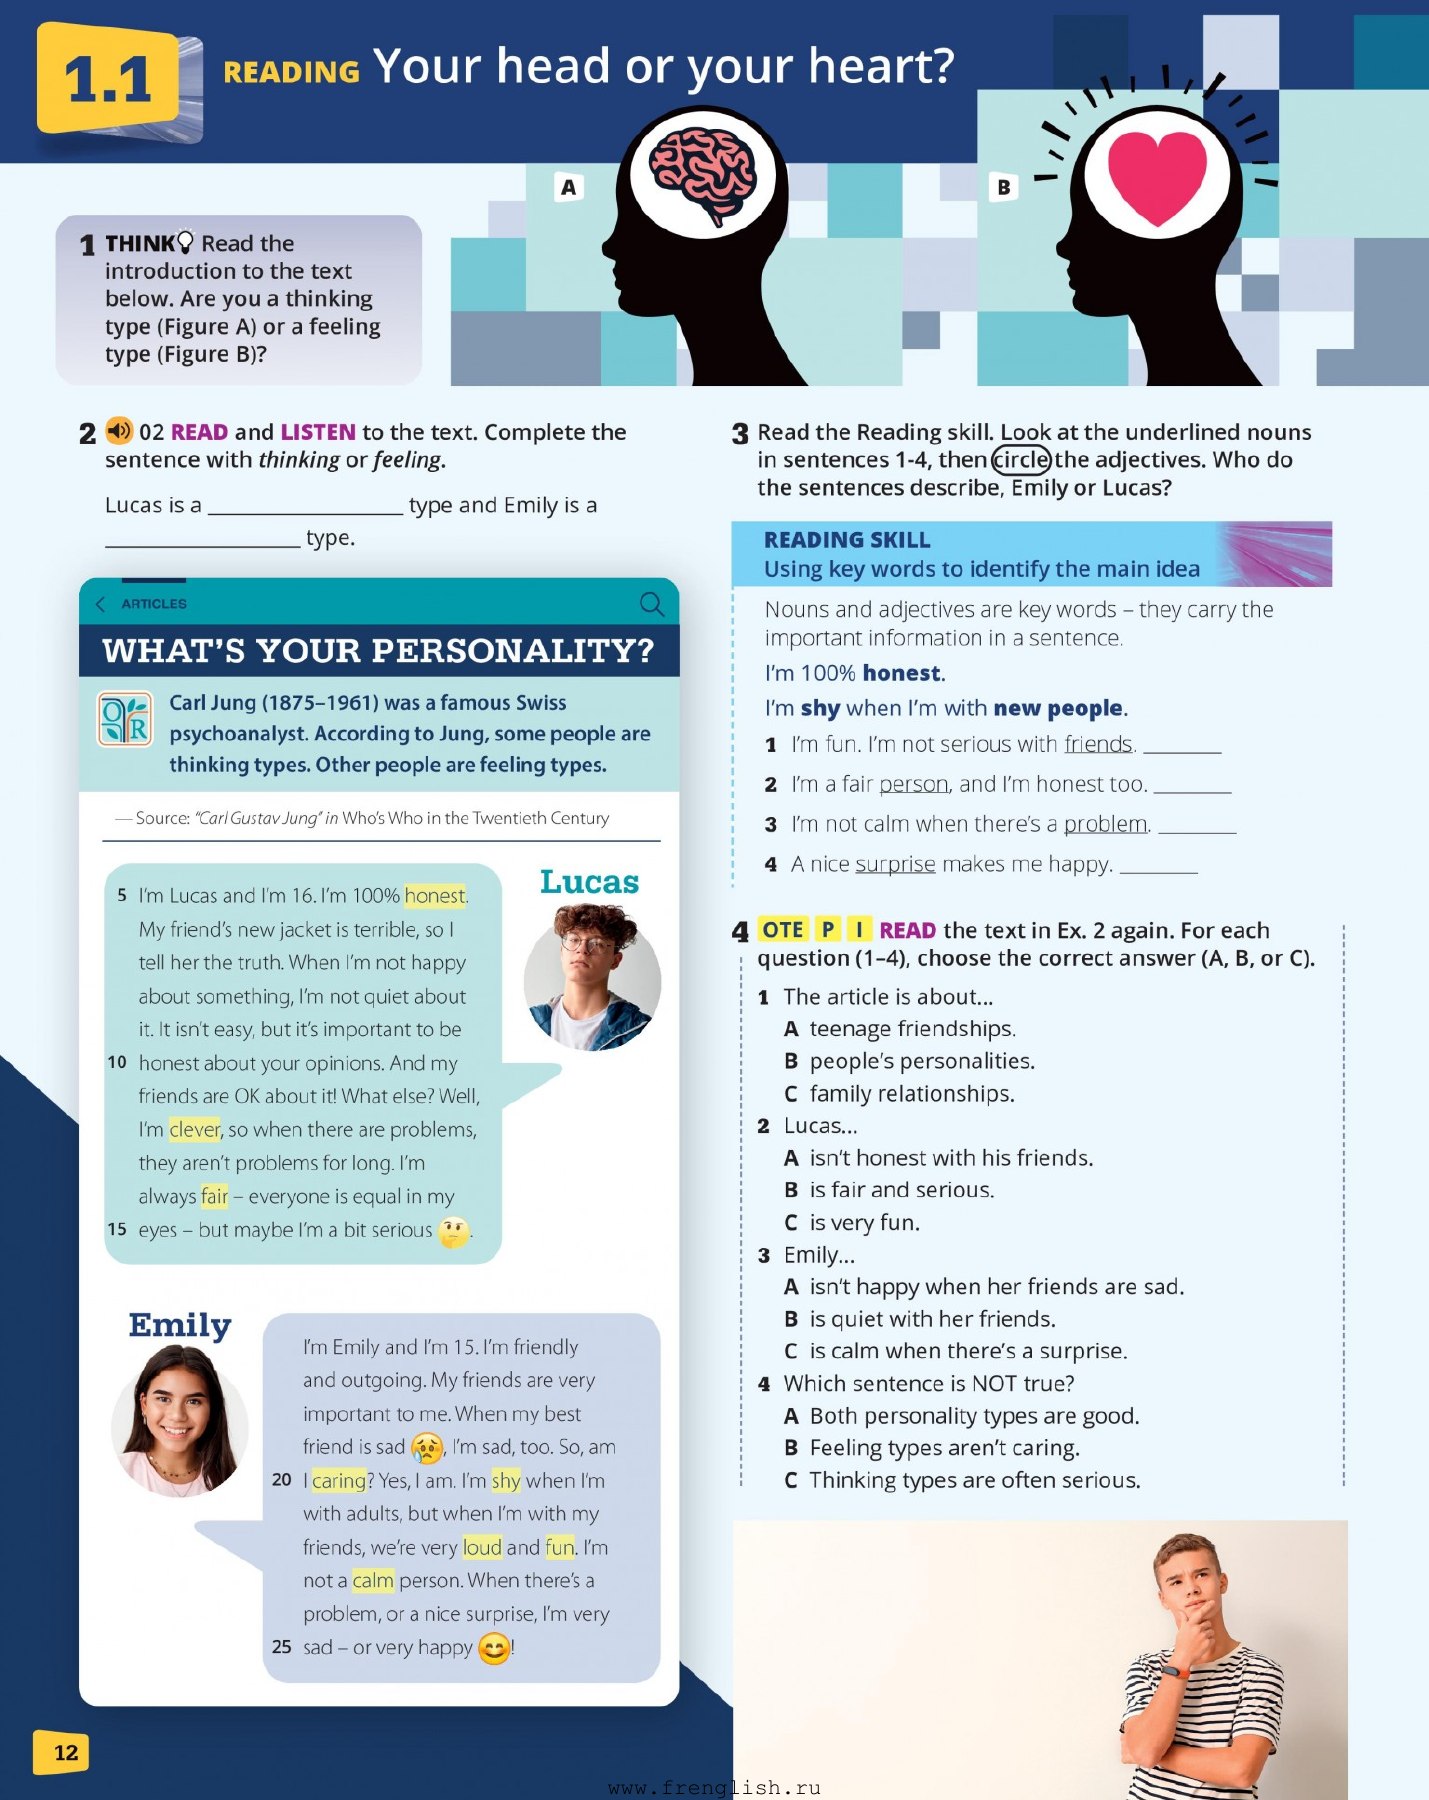 1.1
READING Your head or your heart?
A
B
1 THINK Read the
introduction to the text
below. Are you a thinking
type (Figure A) or a feeling
type (Figure B)?
2 02 READ and LISTEN to the text. Complete the
sentence with thinking or feeling.
Lucas is a ____________ type and Emily is a
____________ type.
ARTICLES
WHAT'S YOUR PERSONALITY?
O
R
Carl Jung (1875–1961) was a famous Swiss
psychoanalyst. According to Jung, some people are
thinking types. Other people are feeling types.
— Source: "Carl Gustav Jung" in Who's Who in the Twentieth Century
Lucas
5 I'm Lucas and I'm 16. I'm 100% honest.
My friend's new jacket is terrible, so I
tell her the truth. When I'm not happy
about something, I'm not quiet about
it. It isn't easy, but it's important to be
10 honest about your opinions. And my
friends are OK about it! What else? Well,
I'm clever, so when there are problems,
they aren't problems for long. I'm
always fair – everyone is equal in my
15 eyes – but maybe I'm a bit serious 🤔.
Emily
I'm Emily and I'm 15. I'm friendly
and outgoing. My friends are very
important to me. When my best
friend is sad 😢, I'm sad, too. So, am
20 I caring? Yes, I am. I'm shy when I'm
with adults, but when I'm with my
friends, we're very loud and fun. I'm
not a calm person. When there's a
problem, or a nice surprise, I'm very
25 sad – or very happy 😊!
3 Read the Reading skill. Look at the underlined nouns
in sentences 1-4, then circle the adjectives. Who do
the sentences describe, Emily or Lucas?
READING SKILL
Using key words to identify the main idea
Nouns and adjectives are key words – they carry the
important information in a sentence.
I'm 100% honest.
I'm shy when I'm with new people.
1 I'm fun. I'm not serious with friends. ________
2 I'm a fair person, and I'm honest too. ________
3 I'm not calm when there's a problem. ________
4 A nice surprise makes me happy. ________
4 OTE P I READ the text in Ex. 2 again. For each
question (1–4), choose the correct answer (A, B, or C).
1 The article is about...
A teenage friendships.
B people's personalities.
C family relationships.
2 Lucas...
A isn't honest with his friends.
B is fair and serious.
C is very fun.
3 Emily...
A isn't happy when her friends are sad.
B is quiet with her friends.
C is calm when there's a surprise.
4 Which sentence is NOT true?
A Both personality types are good.
B Feeling types aren't caring.
C Thinking types are often serious.
12
www.frenglish.ru